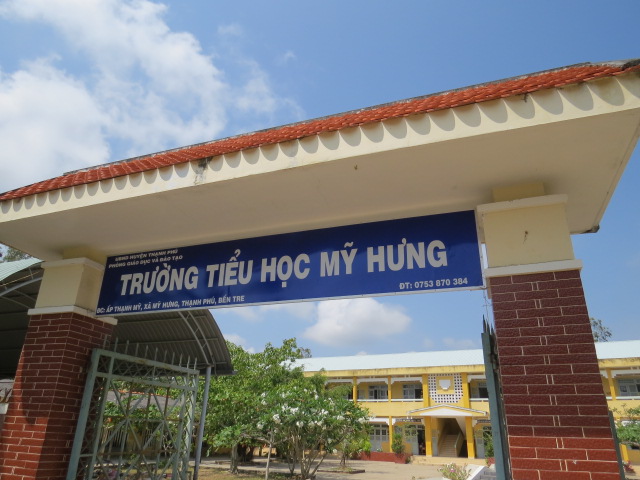 UBND HUYỆN THẠNH PHÚ
PHÒNG GIÁO DỤC VÀ ĐÀO TẠO
TRƯỜNG TIỂU HỌC MỸ HƯNG
ĐT: 0753 870 384
ĐC: ẤP THẠNH MỸ, XÃ MỸ HƯNG, THẠNH PHÚ, BẾN TRE